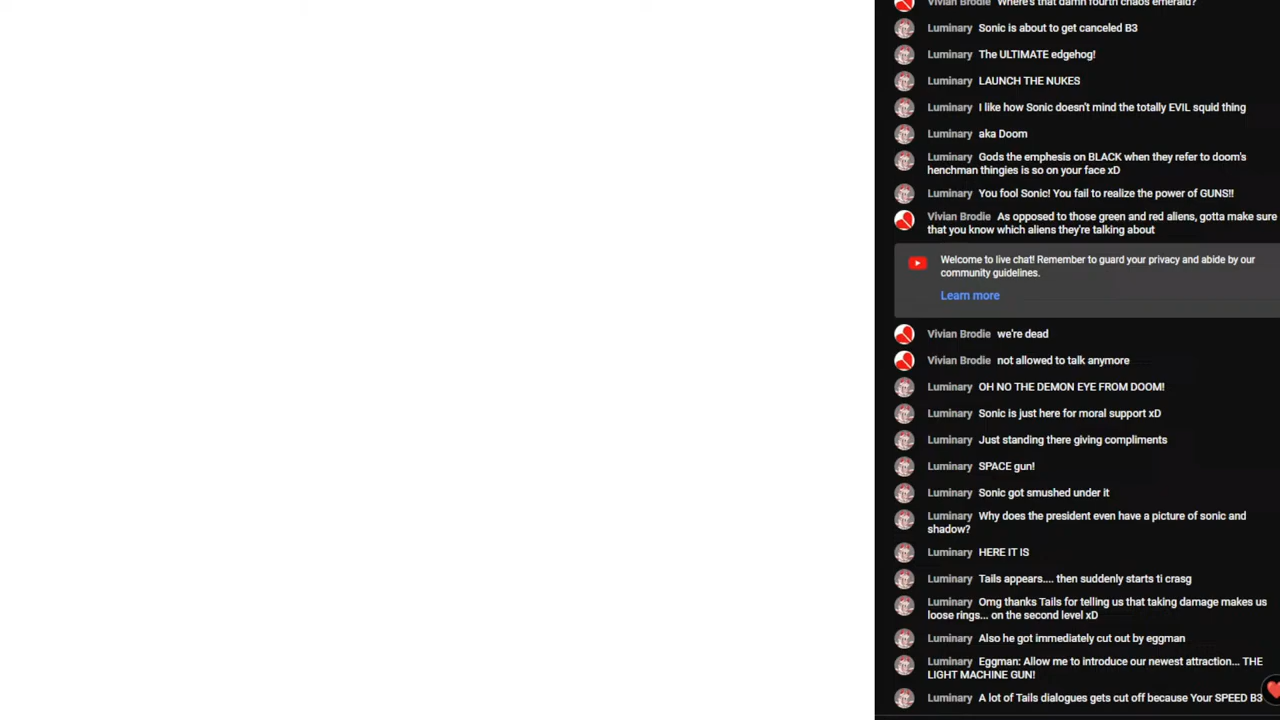 Vivian Brodie Where's that damn fourth chaos emerald?
Luminary Sonic is about to get canceled B3
Luminary The ULTIMATE edgehog!
Luminary LAUNCH THE NUKES
Luminary I like how Sonic doesn't mind the totally EVIL squid thing
Luminary aka Doom
Luminary Gods the emphesis on BLACK when they refer to doom's
henchman thingies is so on your face xD
Luminary You fool Sonic! You fail to realize the power of GUNS!!
Vivian Brodie As opposed to those green and red aliens, gotta make sure
that you know which aliens they're talking about
Welcome to live chat! Remember to guard your privacy and abide by our
community guidelines.
Learn more
Vivian Brodie we're dead
Vivian Brodie not allowed to talk anymore
Luminary OH NO THE DEMON EYE FROM DOOM!
Luminary Sonic is just here for moral support xD
Luminary Just standing there giving compliments
Luminary SPACE gun!
Luminary Sonic got smushed under it
Luminary Why does the president even have a picture of sonic and
shadow?
Luminary HERE IT IS
Luminary Tails appears.... then suddenly starts ti crasg
Luminary Omg thanks Tails for telling us that taking damage makes us
loose rings... on the second level xD
Luminary Also he got immediately cut out by eggman
Luminary Eggman: Allow me to introduce our newest attraction... THE
LIGHT MACHINE GUN!
Luminary A lot of Tails dialogues gets cut off because Your SPEED B3